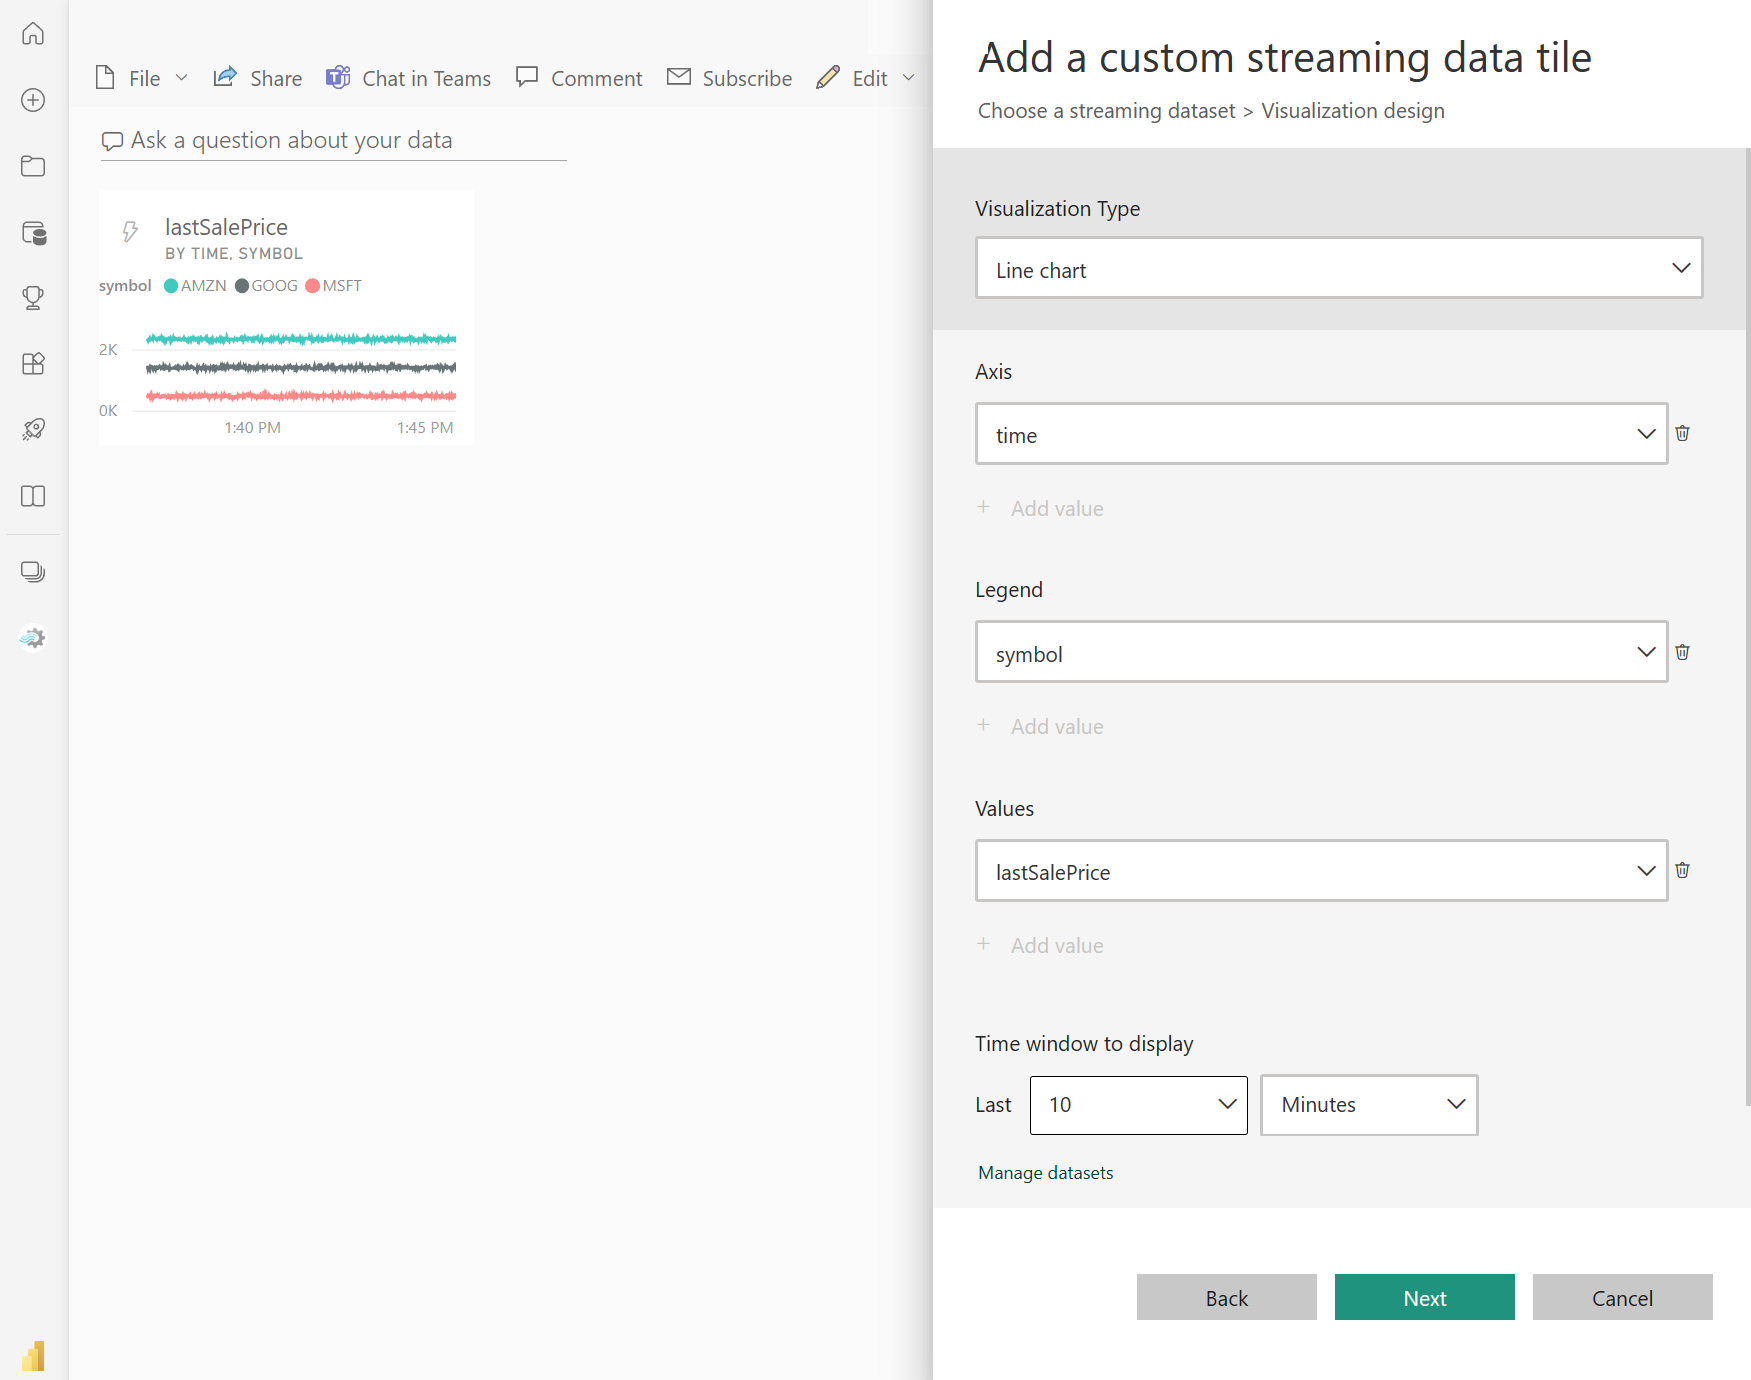 File Share Chat in Teams Comment Subscribe Edit
Ask a question about your data
lastSalePrice
BY TIME, SYMBOL
symbol AMZN GOOG MSFT
2K
0K
1:40 PM 1:45 PM
Add a custom streaming data tile
Choose a streaming dataset > Visualization design
Visualization Type
Line chart
Axis
time
+ Add value
Legend
symbol
+ Add value
Values
lastSalePrice
+ Add value
Time window to display
Last 10 Minutes
Manage datasets
Back Next Cancel